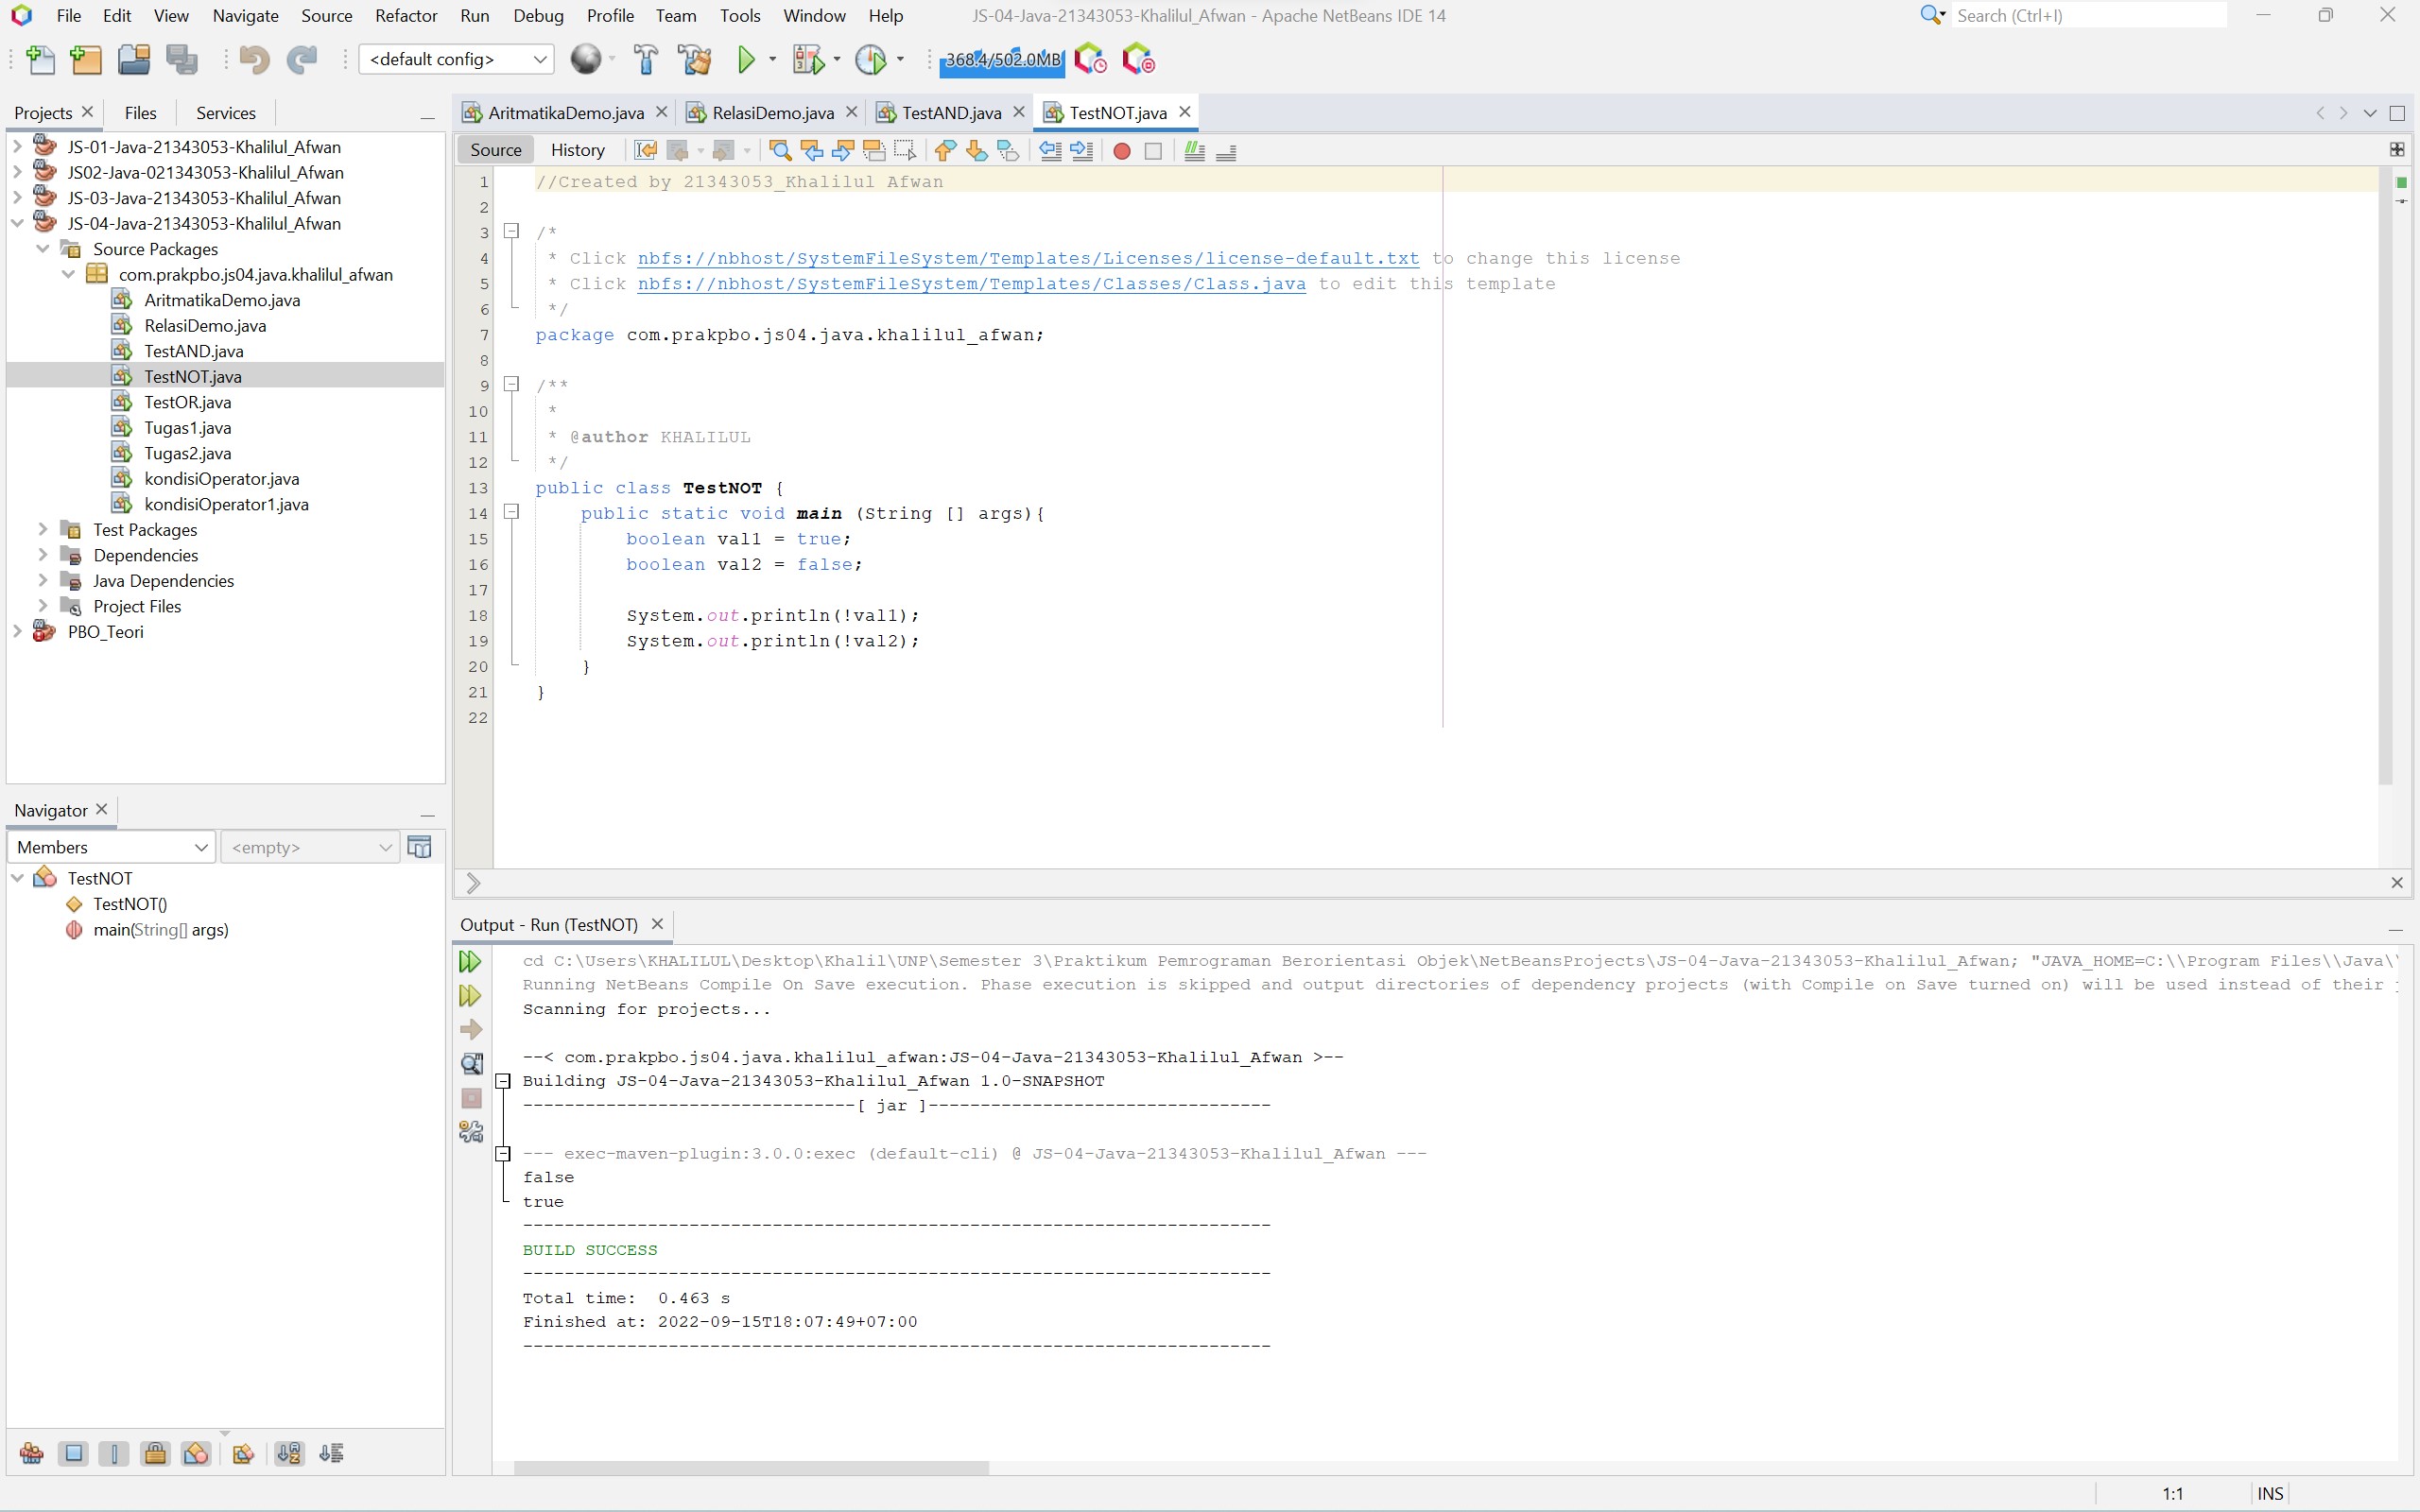 File Edit View Navigate Source Refactor Run Debug Profile Team Tools Window Help JS-04-Java-21343053-Khalilul_Afwan - Apache NetBeans IDE 14 Search (Ctrl+I)
<default config> 368.4/502.0MB
Projects Files Services
JS-01-Java-21343053-Khalilul_Afwan
JS02-Java-021343053-Khalilul_Afwan
JS-03-Java-21343053-Khalilul_Afwan
JS-04-Java-21343053-Khalilul_Afwan
Source Packages
com.prakpbo.js04.java.khalilul_afwan
AritmatikaDemo.java
RelasiDemo.java
TestAND.java
TestNOT.java
TestOR.java
Tugas1.java
Tugas2.java
kondisiOperator.java
kondisiOperator1.java
Test Packages
Dependencies
Java Dependencies
Project Files
PBO_Teori
Navigator
Members <empty>
TestNOT
TestNOT()
main(String[] args)
AritmatikaDemo.java RelasiDemo.java TestAND.java TestNOT.java
Source History
1 //Created by 21343053_Khalilul Afwan
2
3 /*
4 * Click nbfs://nbhost/SystemFileSystem/Templates/Licenses/license-default.txt to change this license
5 * Click nbfs://nbhost/SystemFileSystem/Templates/Classes/Class.java to edit this template
6 */
7 package com.prakpbo.js04.java.khalilul_afwan;
8
9 /**
10 *
11 * @author KHALILUL
12 */
13 public class TestNOT {
14 public static void main (String [] args){
15 boolean val1 = true;
16 boolean val2 = false;
17
18 System.out.println(!val1);
19 System.out.println(!val2);
20 }
21 }
22
Output - Run (TestNOT)
cd C:\Users\KHALILUL\Desktop\Khalil\UNP\Semester 3\Praktikum Pemrograman Berorientasi Objek\NetBeansProjects\JS-04-Java-21343053-Khalilul_Afwan; "JAVA_HOME=C:\\Program Files\\Java\\
Running NetBeans Compile On Save execution. Phase execution is skipped and output directories of dependency projects (with Compile on Save turned on) will be used instead of their
Scanning for projects...
--< com.prakpbo.js04.java.khalilul_afwan:JS-04-Java-21343053-Khalilul_Afwan >--
Building JS-04-Java-21343053-Khalilul_Afwan 1.0-SNAPSHOT
--------------------------------[ jar ]---------------------------------
--- exec-maven-plugin:3.0.0:exec (default-cli) @ JS-04-Java-21343053-Khalilul_Afwan ---
false
true
------------------------------------------------------------------------
BUILD SUCCESS
------------------------------------------------------------------------
Total time: 0.463 s
Finished at: 2022-09-15T18:07:49+07:00
------------------------------------------------------------------------
1:1 INS